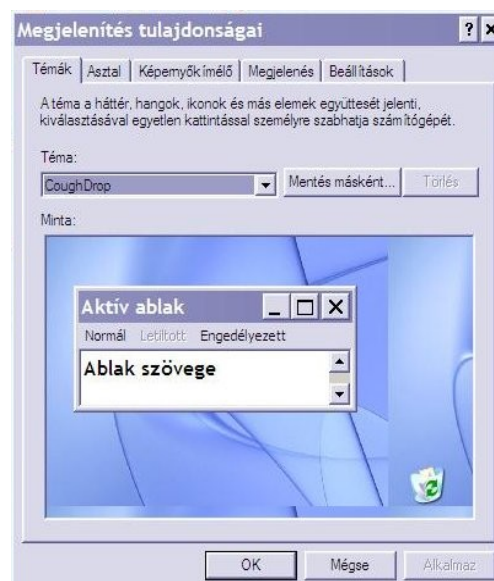 Megjelenítés tulajdonságai
Témák Asztal Képernyőkímélő Megjelenés Beállítások
A téma a háttér, hangok, ikonok és más elemek együttesét jelenti,
kiválasztásával egyetlen kattintással személyre szabhatja számítógépét.
Téma:
CoughDrop Mentés másként... Törlés
Minta:
Aktív ablak
Normál Letiltott Engedélyezett
Ablak szövege
OK Mégse Alkalmaz